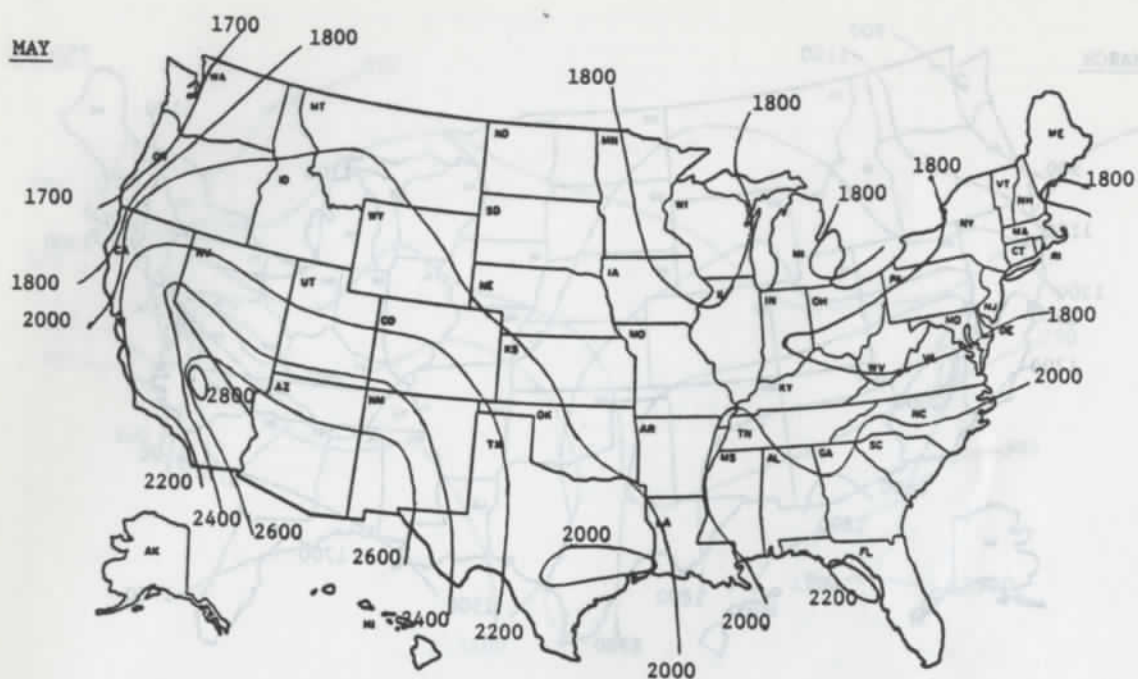 MAY
1700
1800
1800
1800
1800
1800
1800
1700
1800
2000
1800
2000
2800
2200
2400
2600
2600
2400
2200
2000
2000
2000
2200
WA
MT
ND
MN
ME
OR
ID
SD
WI
VT
NH
WY
NY
MI
MA
CT
RI
CA
NV
UT
NE
IA
IL
IN
OH
PA
NJ
CO
KS
MO
MD
DE
WV
VA
KY
AZ
NM
OK
AR
TN
NC
SC
MS
AL
GA
LA
FL
AK
HI